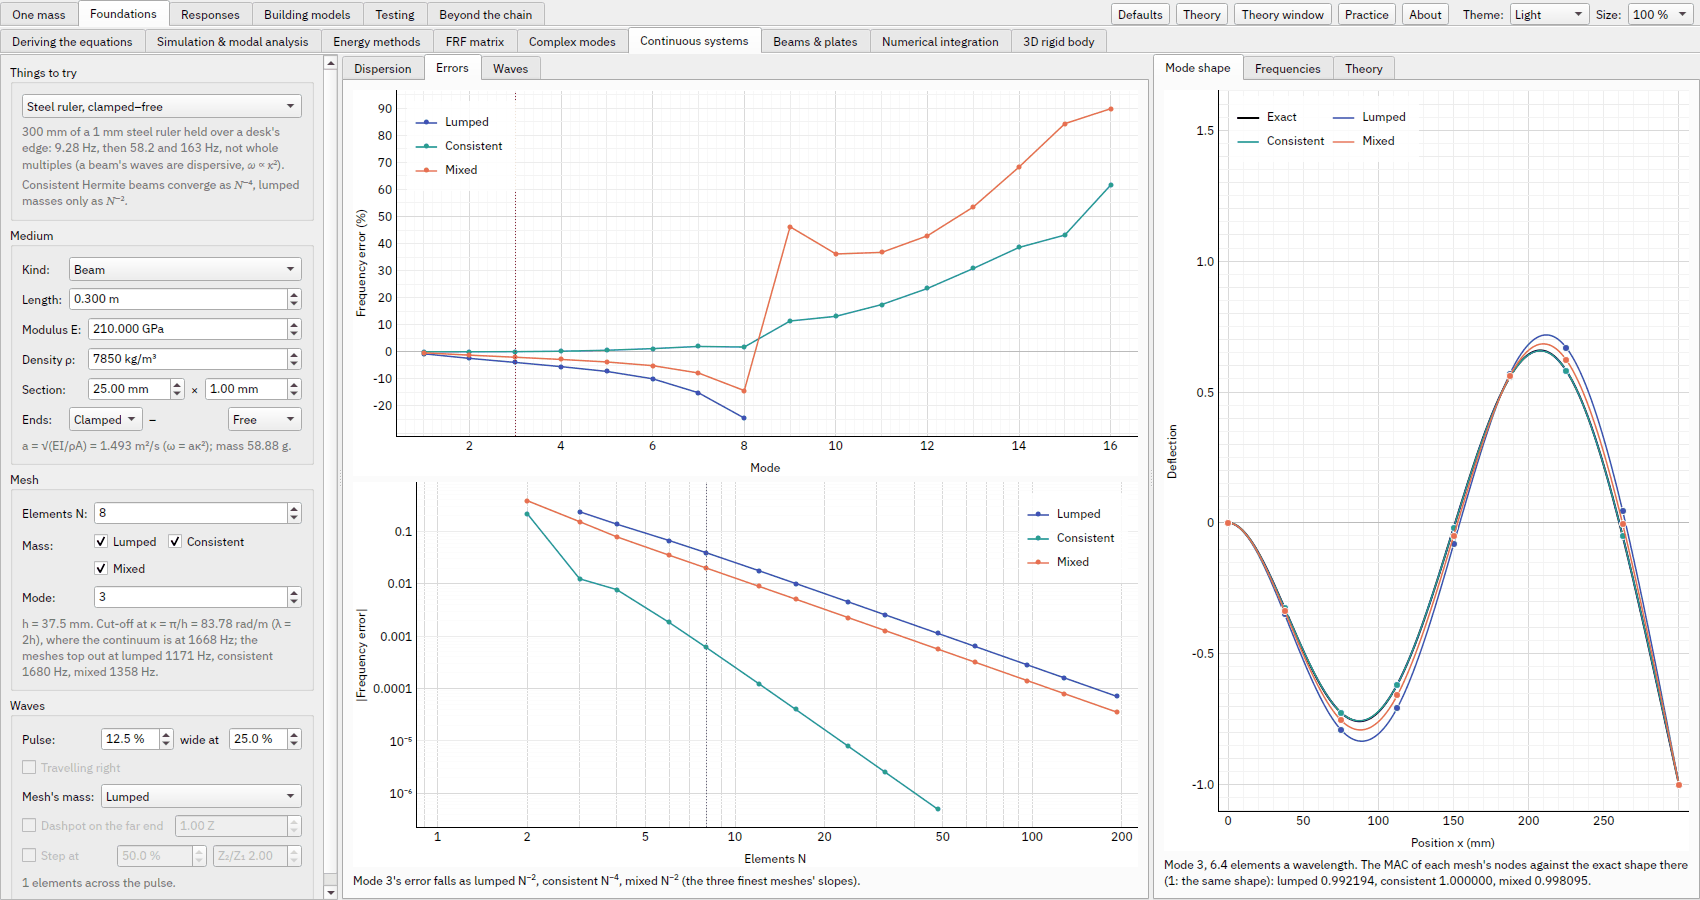 One mass
Foundations
Responses
Building models
Testing
Beyond the chain
Defaults
Theory
Theory window
Practice
About
Theme:
Light
Size:
100 %
Deriving the equations
Simulation & modal analysis
Energy methods
FRF matrix
Complex modes
Continuous systems
Beams & plates
Numerical integration
3D rigid body
Things to try
Steel ruler, clamped–free
300 mm of a 1 mm steel ruler held over a desk's
edge: 9.28 Hz, then 58.2 and 163 Hz, not whole
multiples (a beam's waves are dispersive, ω ∝ κ²).
Consistent Hermite beams converge as N⁻⁴, lumped
masses only as N⁻².
Medium
Kind:
Beam
Length:
0.300 m
Modulus E:
210.000 GPa
Density ρ:
7850 kg/m³
Section:
25.00 mm
×
1.00 mm
Ends:
Clamped
–
Free
a = √(EI/ρA) = 1.493 m²/s (ω = aκ²); mass 58.88 g.
Mesh
Elements N:
8
Mass:
Lumped
Consistent
Mixed
Mode:
3
h = 37.5 mm. Cut-off at κ = π/h = 83.78 rad/m (λ =
2h), where the continuum is at 1668 Hz; the
meshes top out at lumped 1171 Hz, consistent
1680 Hz, mixed 1358 Hz.
Waves
Pulse:
12.5 %
wide at
25.0 %
Travelling right
Mesh's mass:
Lumped
Dashpot on the far end
1.00 Z
Step at
50.0 %
Z₂/Z₁ 2.00
1 elements across the pulse.
Dispersion
Errors
Waves
Lumped
Consistent
Mixed
Frequency error (%)
90
80
70
60
50
40
30
20
10
0
-10
-20
2
4
6
8
10
12
14
16
Mode
Lumped
Consistent
Mixed
|Frequency error|
0.1
0.01
0.001
0.0001
10⁻⁵
10⁻⁶
1
2
5
10
20
50
100
200
Elements N
Mode 3's error falls as lumped N⁻², consistent N⁻⁴, mixed N⁻² (the three finest meshes' slopes).
Mode shape
Frequencies
Theory
Exact
Lumped
Consistent
Mixed
Deflection
1.5
1.0
0.5
0
-0.5
-1.0
0
50
100
150
200
250
Position x (mm)
Mode 3, 6.4 elements a wavelength. The MAC of each mesh's nodes against the exact shape there
(1: the same shape): lumped 0.992194, consistent 1.000000, mixed 0.998095.